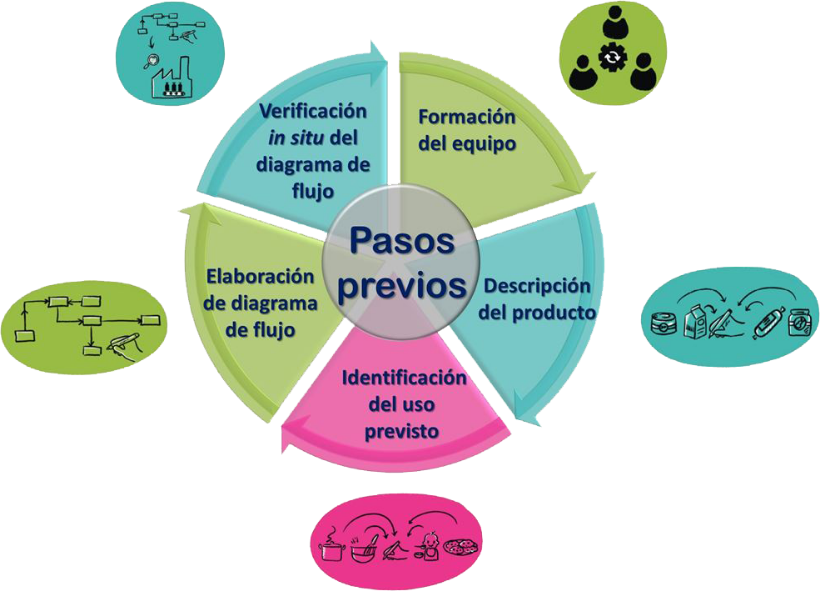 Pasos
previos
Formación
del equipo
Descripción
del producto
Identificación
del uso
previsto
Elaboración
de diagrama
de flujo
Verificación
in situ del
diagrama de
flujo